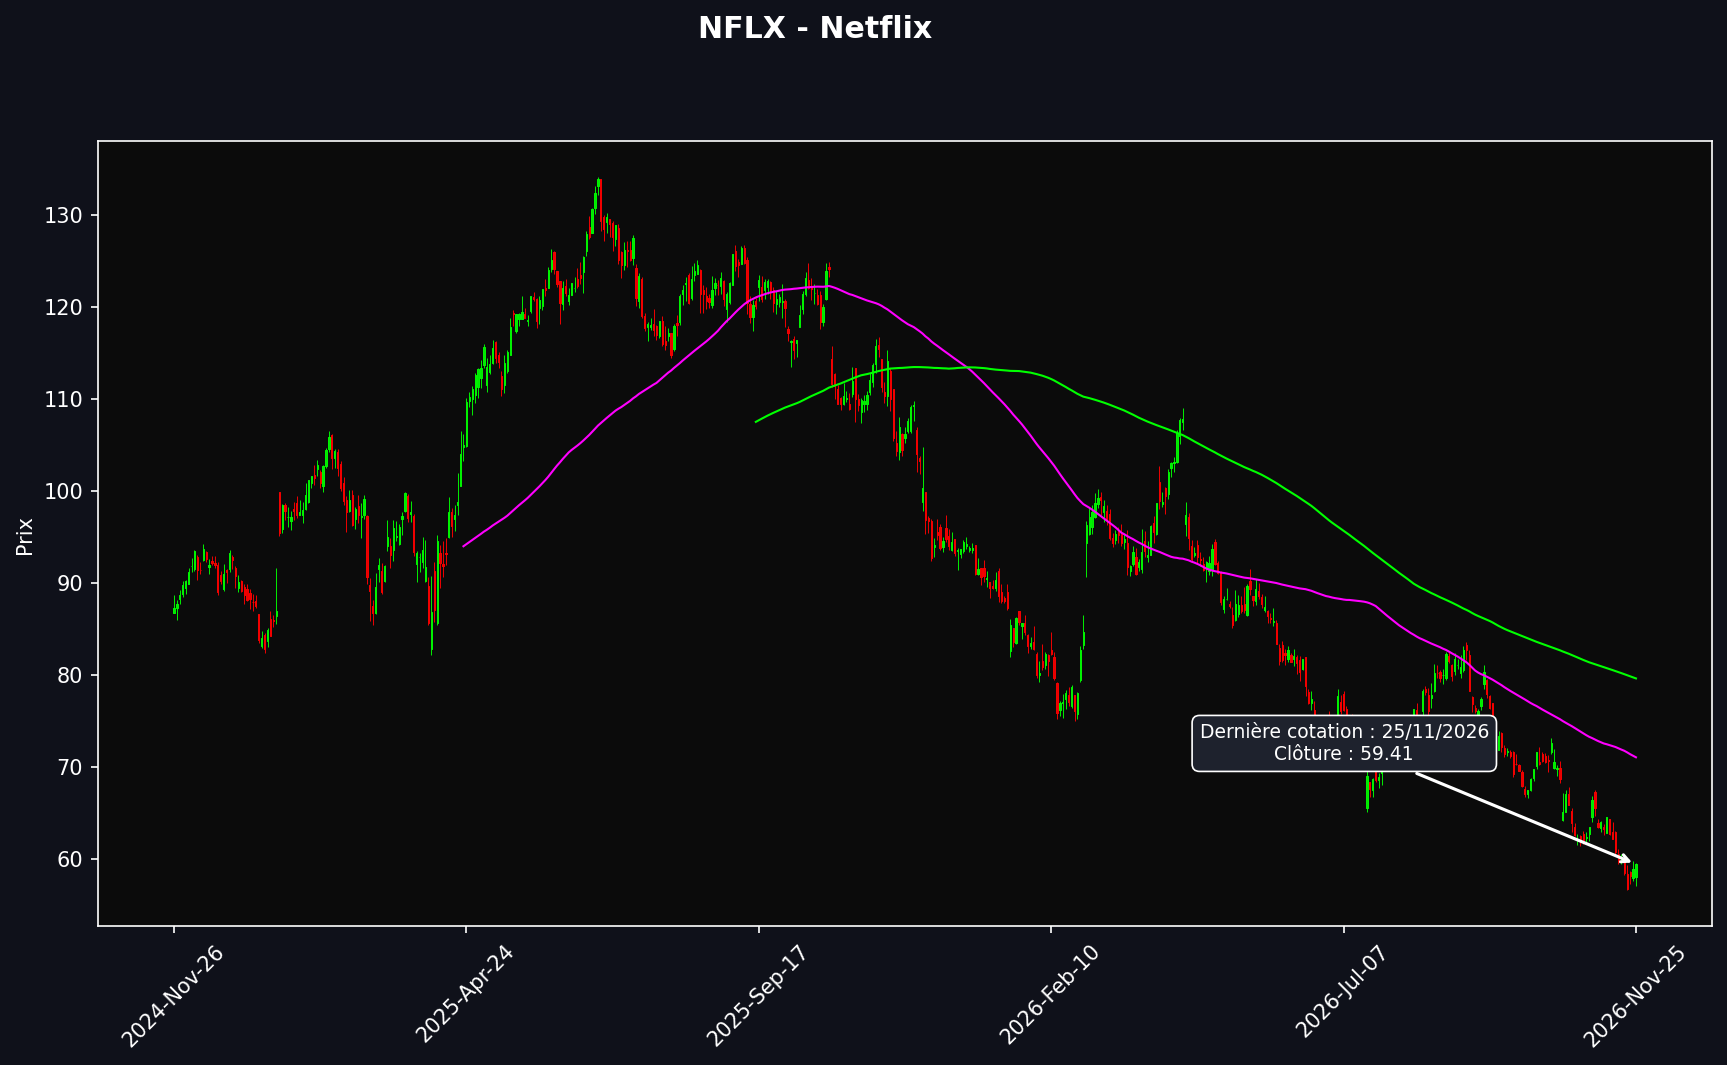 NFLX - Netflix
Prix
130
120
110
100
90
80
70
60
Dernière cotation : 25/11/2026
Clôture : 59.41
2024-Nov-26
2025-Apr-24
2025-Sep-17
2026-Feb-10
2026-Jul-07
2026-Nov-25